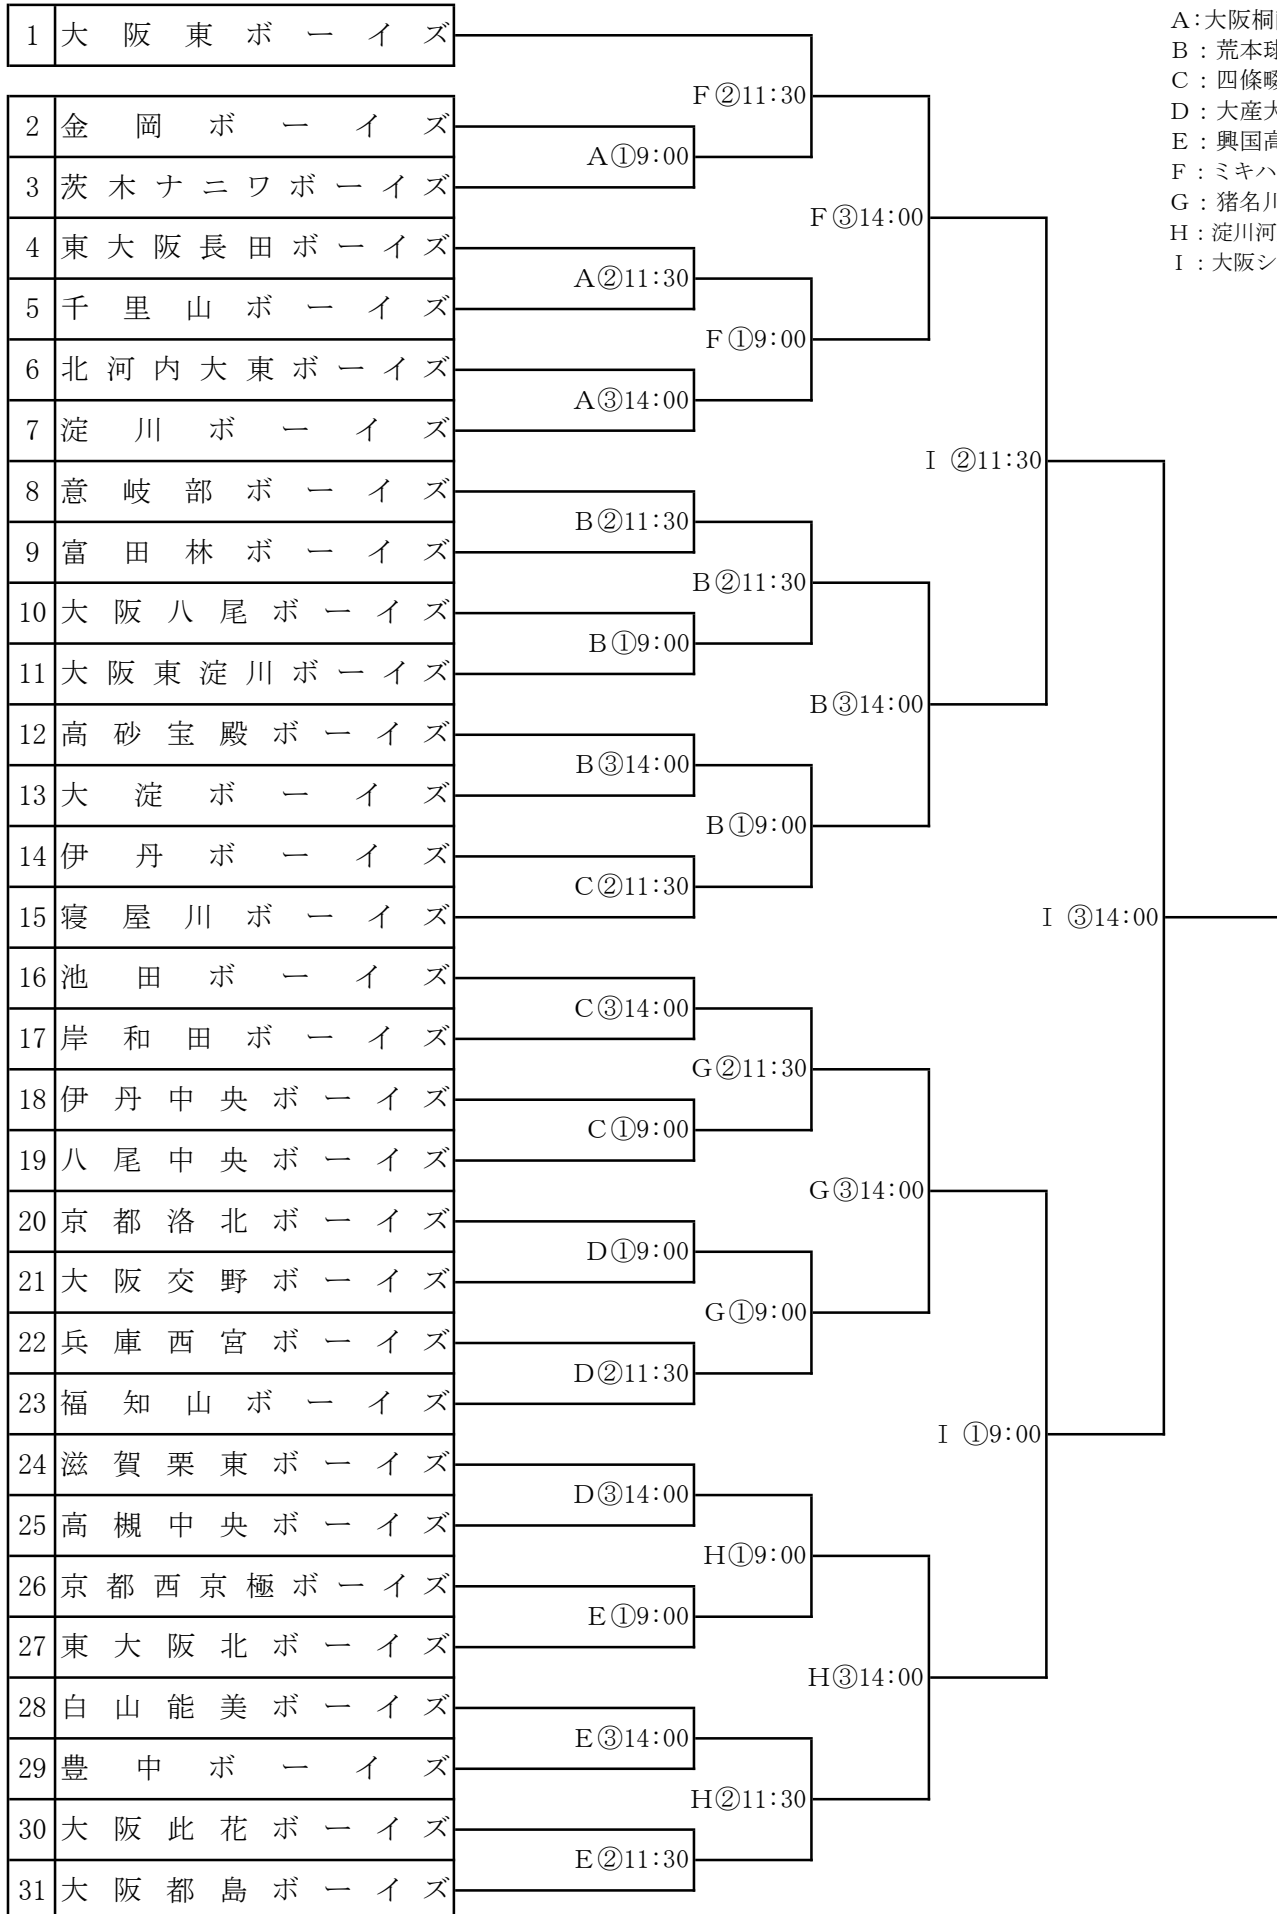 1 大阪東ボーイズ
2 金岡ボーイズ
3 茨木ナニワボーイズ
4 東大阪長田ボーイズ
5 千里山ボーイズ
6 北河内大東ボーイズ
7 淀川ボーイズ
8 意岐部ボーイズ
9 富田林ボーイズ
10 大阪八尾ボーイズ
11 大阪東淀川ボーイズ
12 高砂宝殿ボーイズ
13 大淀ボーイズ
14 伊丹ボーイズ
15 寝屋川ボーイズ
16 池田ボーイズ
17 岸和田ボーイズ
18 伊丹中央ボーイズ
19 八尾中央ボーイズ
20 京都洛北ボーイズ
21 大阪交野ボーイズ
22 兵庫西宮ボーイズ
23 福知山ボーイズ
24 滋賀栗東ボーイズ
25 高槻中央ボーイズ
26 京都西京極ボーイズ
27 東大阪北ボーイズ
28 白山能美ボーイズ
29 豊中ボーイズ
30 大阪此花ボーイズ
31 大阪都島ボーイズ
A①9:00
A②11:30
A③14:00
B②11:30
B①9:00
B③14:00
C②11:30
C③14:00
C①9:00
D①9:00
D②11:30
D③14:00
E①9:00
E③14:00
E②11:30
F②11:30
F①9:00
B②11:30
B①9:00
G②11:30
G①9:00
H①9:00
H②11:30
F③14:00
B③14:00
G③14:00
H③14:00
I ②11:30
I ①9:00
I ③14:00
A:大阪桐
B:荒本球
C:四條畷
D:大産大
E:興国高
F:ミキハ
G:猪名川
H:淀川河
I:大阪シ